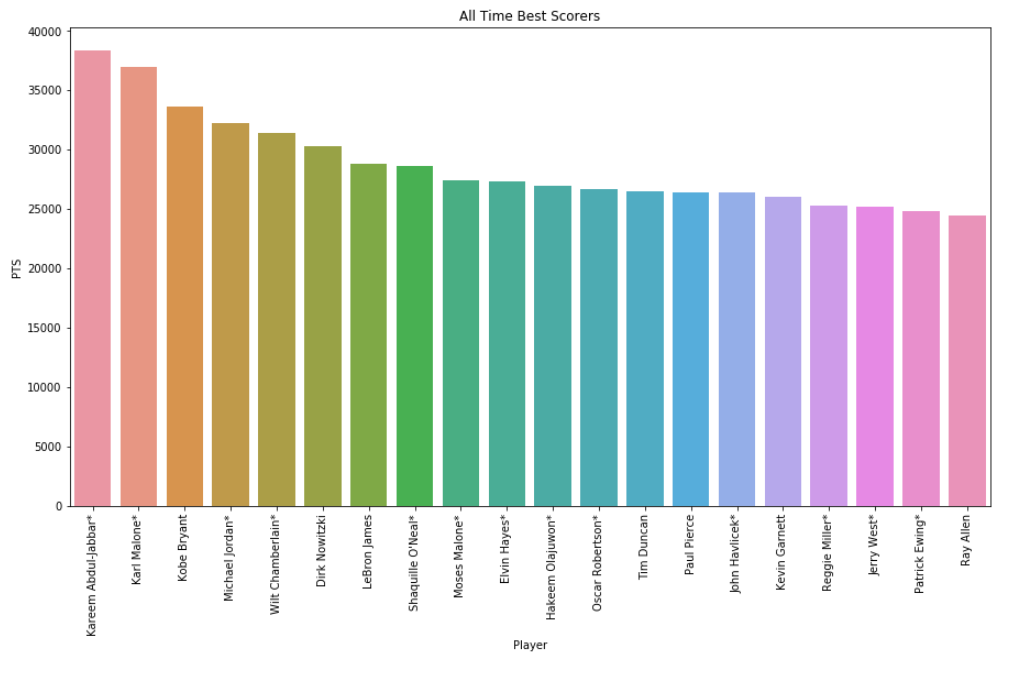 All Time Best Scorers
40000
35000
30000
25000
20000
15000
10000
5000
0
PTS
Kareem Abdul-Jabbar*
Karl Malone*
Kobe Bryant
Michael Jordan*
Wilt Chamberlain*
Dirk Nowitzki
LeBron James
Shaquille O'Neal*
Moses Malone*
Elvin Hayes*
Hakeem Olajuwon*
Oscar Robertson*
Tim Duncan
Paul Pierce
John Havlicek*
Kevin Garnett
Reggie Miller*
Jerry West*
Patrick Ewing*
Ray Allen
Player